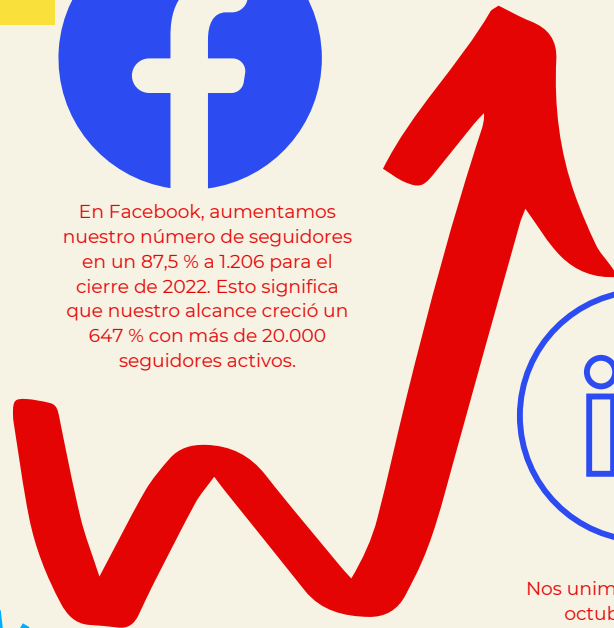 En Facebook, aumentamos
nuestro número de seguidores
en un 87,5 % a 1.206 para el
cierre de 2022. Esto significa
que nuestro alcance creció un
647 % con más de 20.000
seguidores activos.
Nos